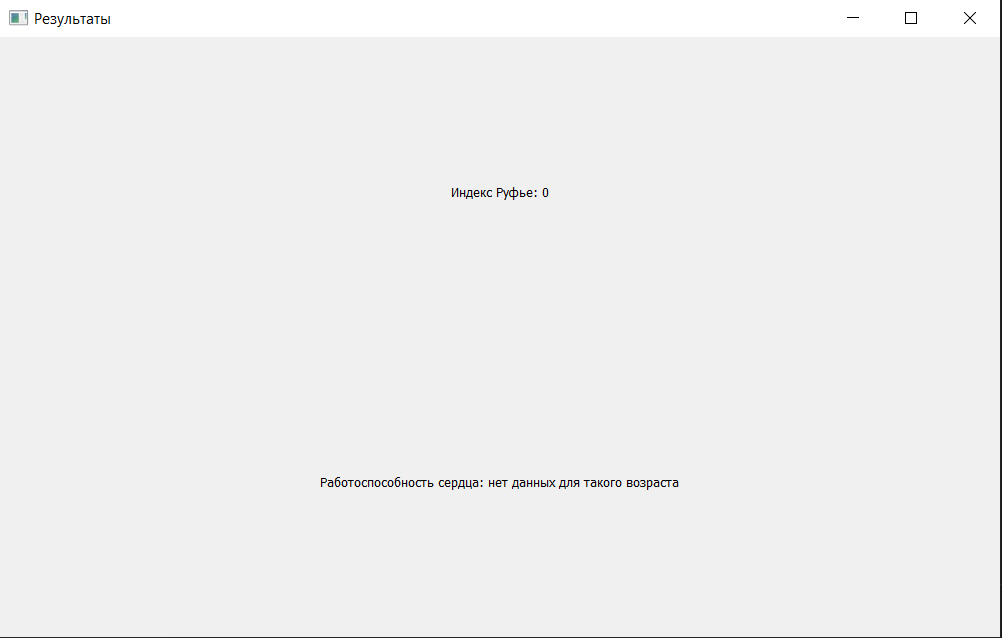 Результаты
Индекс Руфье: 0
Работоспособность сердца: нет данных для такого возраста